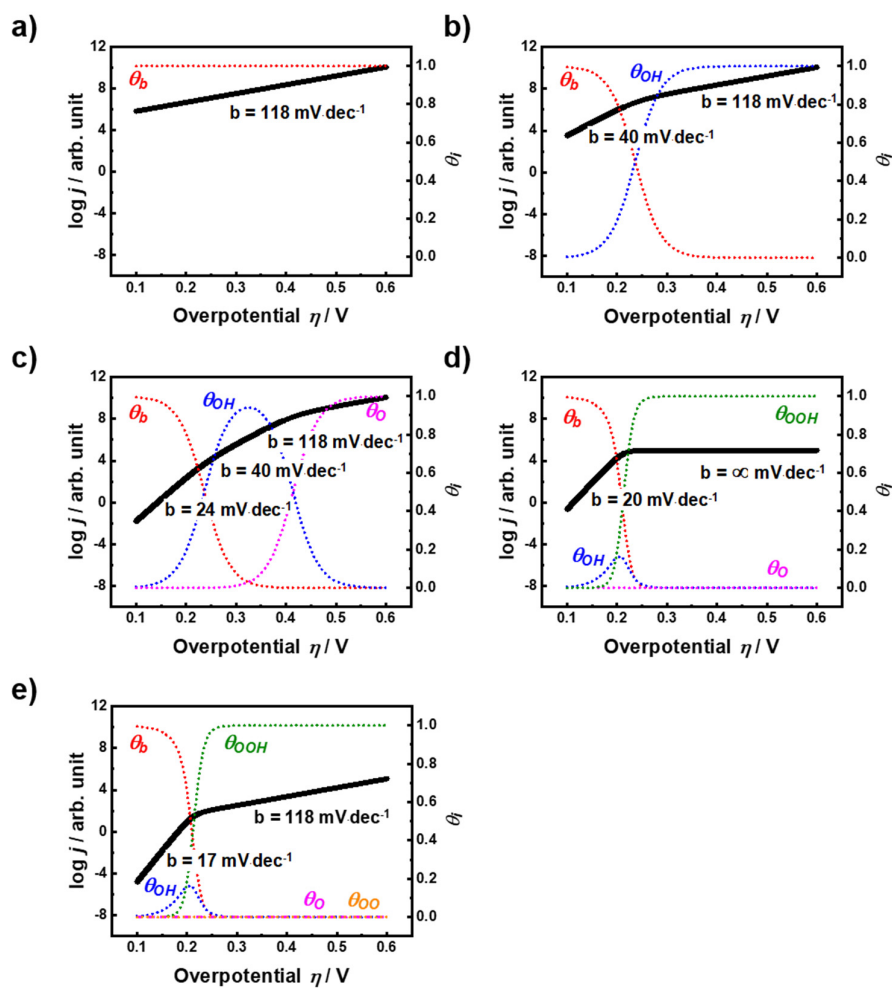 a)
12
8
4
0
-4
-8
log j / arb. unit
θb
b = 118 mV·dec-1
1.0
0.8
0.6
0.4
0.2
0.0
θi
0.1 0.2 0.3 0.4 0.5 0.6
Overpotential η / V
b)
12
8
4
0
-4
-8
log j / arb. unit
θb
θOH
b = 118 mV·dec-1
b = 40 mV·dec-1
1.0
0.8
0.6
0.4
0.2
0.0
θi
0.1 0.2 0.3 0.4 0.5 0.6
Overpotential η / V
c)
12
8
4
0
-4
-8
log j / arb. unit
θb
θOH
θO
b = 118 mV·dec-1
b = 40 mV·dec-1
b = 24 mV·dec-1
1.0
0.8
0.6
0.4
0.2
0.0
θi
0.1 0.2 0.3 0.4 0.5 0.6
Overpotential η / V
d)
12
8
4
0
-4
-8
log j / arb. unit
θb
θOOH
b = ∞ mV·dec-1
b = 20 mV·dec-1
θOH
θO
1.0
0.8
0.6
0.4
0.2
0.0
θi
0.1 0.2 0.3 0.4 0.5 0.6
Overpotential η / V
e)
12
8
4
0
-4
-8
log j / arb. unit
θb
θOOH
b = 118 mV·dec-1
b = 17 mV·dec-1
θOH
θO
θOO
1.0
0.8
0.6
0.4
0.2
0.0
θi
0.1 0.2 0.3 0.4 0.5 0.6
Overpotential η / V